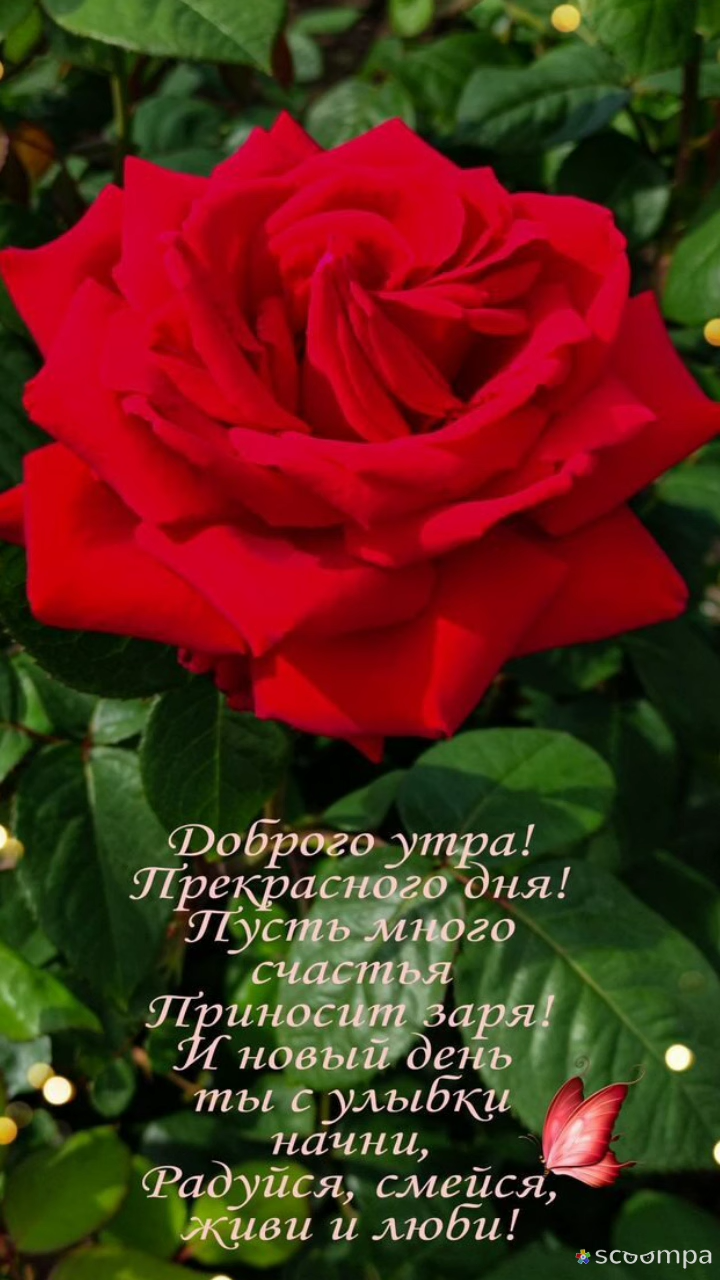 Доброго утра!
Прекрасного дня!
Пусть много
счастья
Приносит заря!
И новый день
ты с улыбки
начни,
Радуйся, смейся,
живи и люби!
scoompa